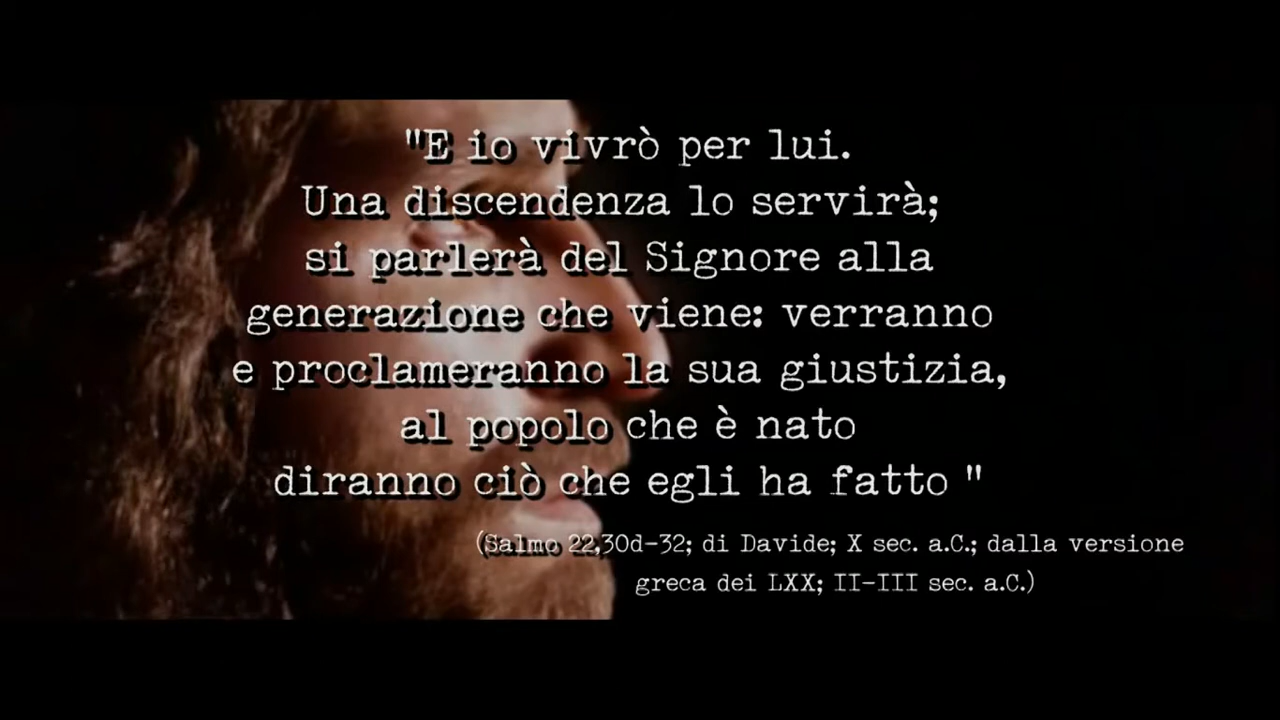 "E io vivrò per lui.
Una discendenza lo servirà;
si parlerà del Signore alla
generazione che viene: verranno
e proclameranno la sua giustizia,
al popolo che è nato
diranno ciò che egli ha fatto "
(Salmo 22,30d-32; di Davide; X sec. a.C.; dalla versione
greca dei LXX; II-III sec. a.C.)